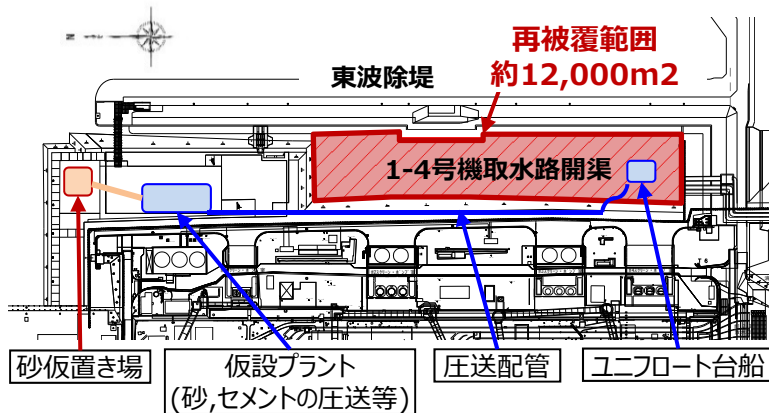 N
再被覆範囲
東波除堤
約12,000m2
1-4号機取水路開渠
砂仮置き場
仮設プラント
(砂,セメントの圧送等)
圧送配管
ユニフロート台船